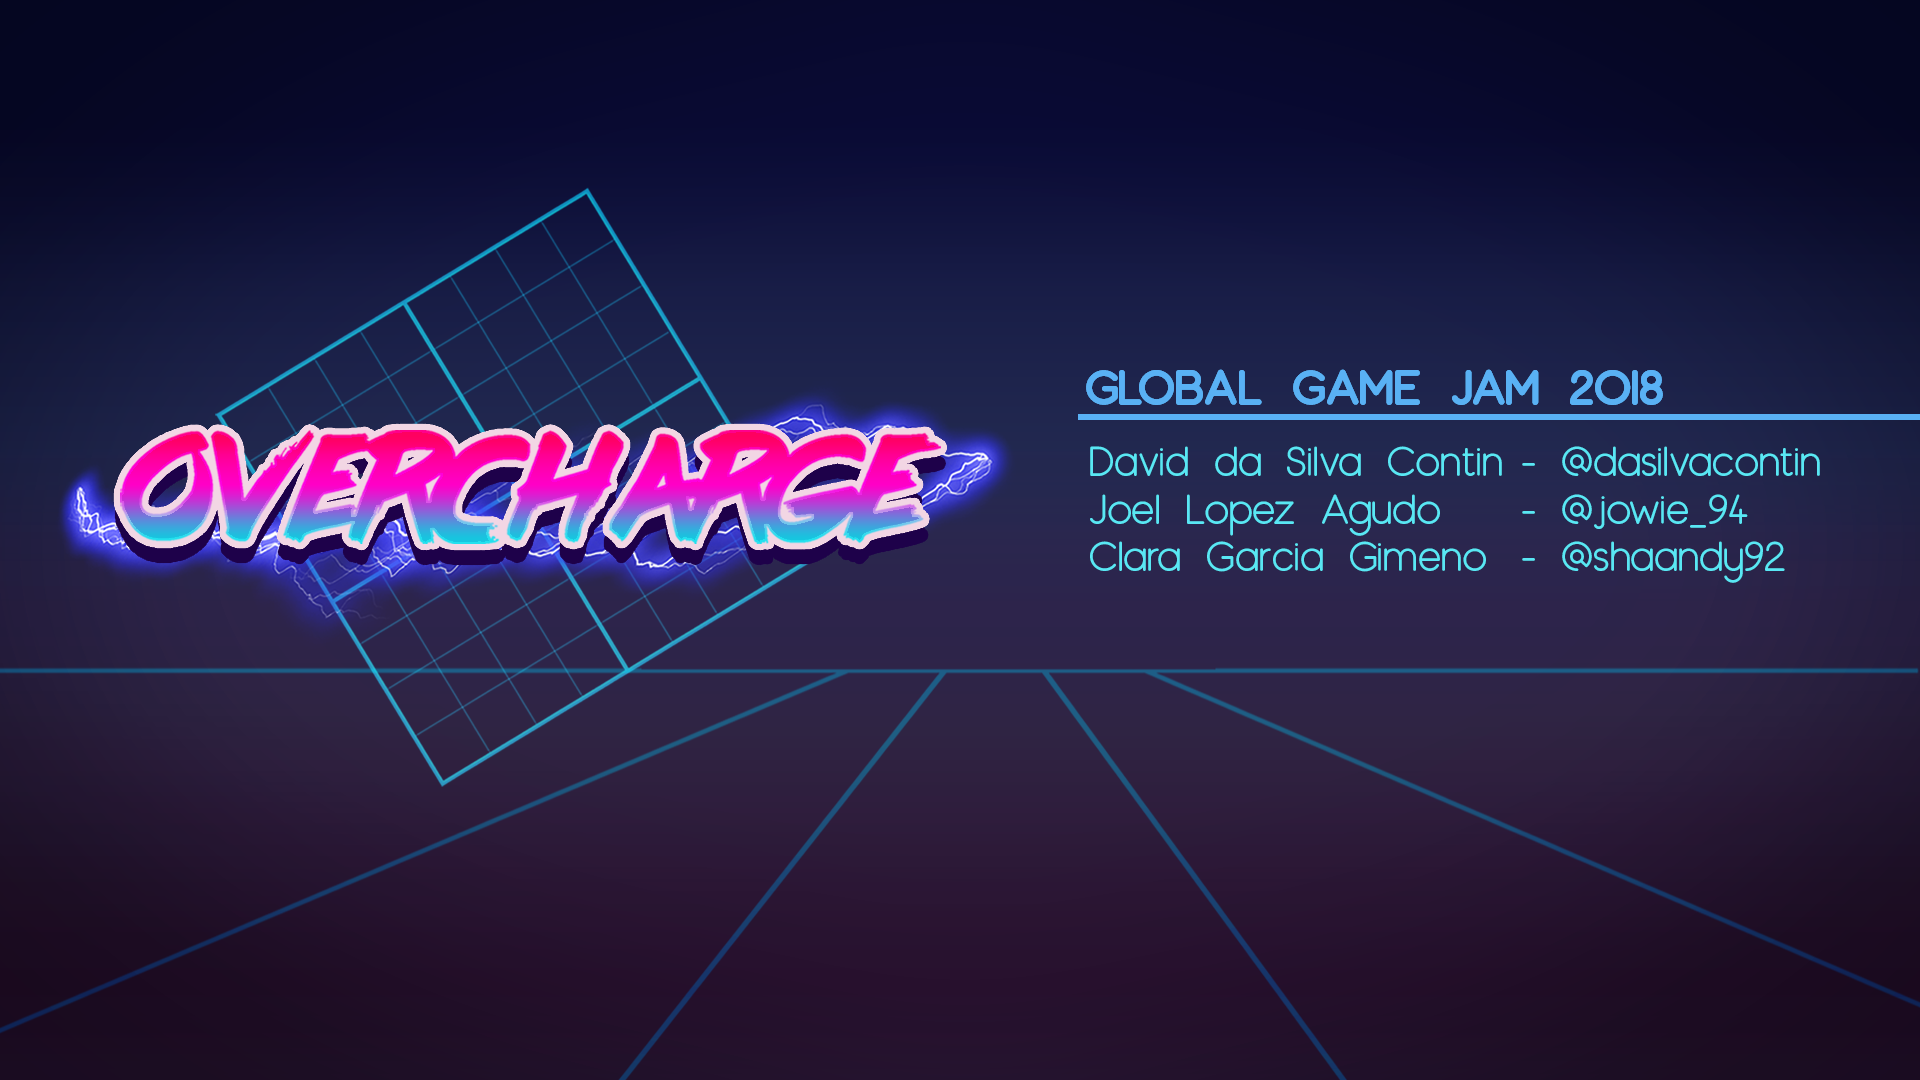 OVERCHARGE
GLOBAL GAME JAM 2018
David da Silva Contin - @dasilvacontin
Joel Lopez Agudo - @jowie_94
Clara Garcia Gimeno - @shaandy92